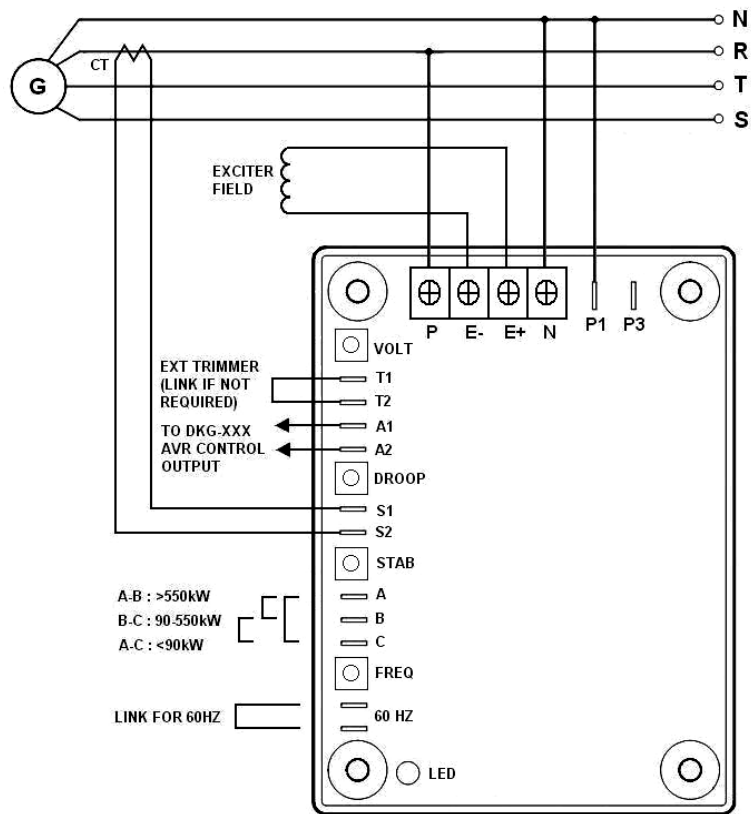 N
R
CT
G
T
S
EXCITER
FIELD
P E- E+ N P1 P3
VOLT
EXT TRIMMER
(LINK IF NOT
REQUIRED)
T1
T2
TO DKG-XXX
AVR CONTROL
OUTPUT
A1
A2
DROOP
S1
S2
STAB
A-B : >550kW
B-C : 90-550kW
A-C : <90kW
A
B
C
FREQ
LINK FOR 60HZ
60 HZ
LED